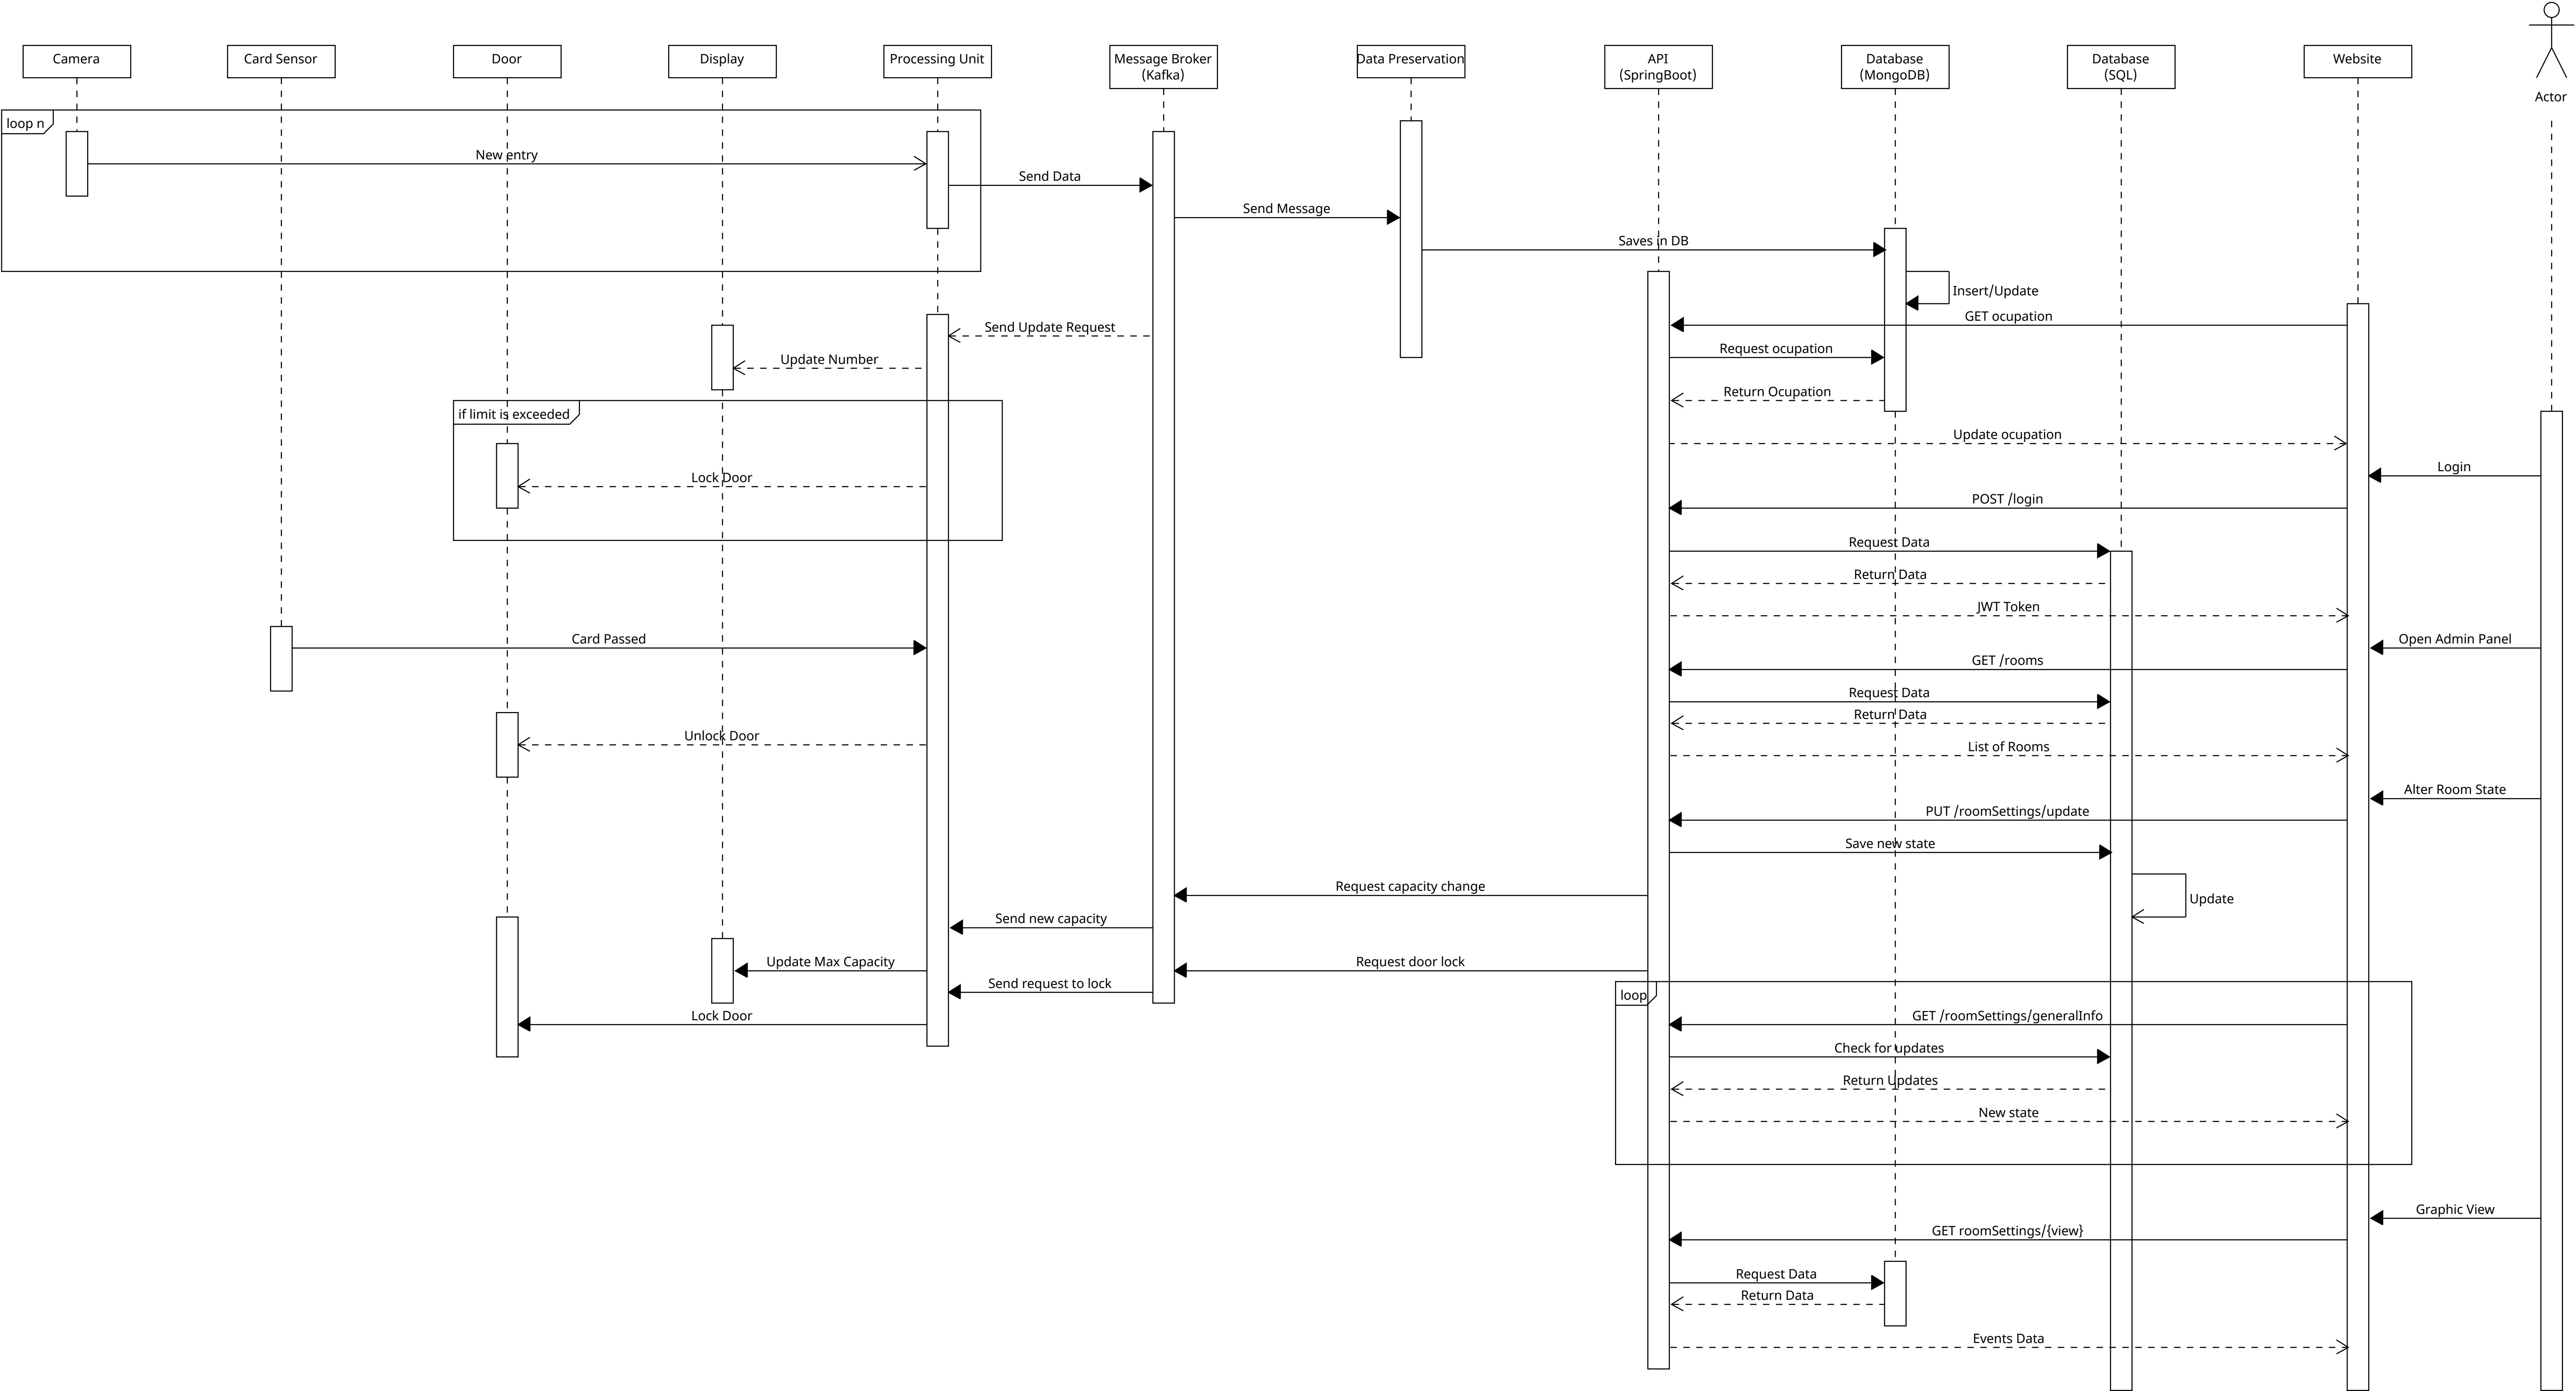 Camera
Card Sensor
Door
Display
Processing Unit
Message Broker
(Kafka)
Data Preservation
API
(SpringBoot)
Database
(MongoDB)
Database
(SQL)
Website
Actor
loop n
New entry
Send Data
Send Message
Saves in DB
Insert/Update
GET ocupation
Send Update Request
Request ocupation
Update Number
Return Ocupation
if limit is exceeded
Update ocupation
Login
Lock Door
POST /login
Request Data
Return Data
JWT Token
Card Passed
Open Admin Panel
GET /rooms
Request Data
Return Data
Unlock Door
List of Rooms
Alter Room State
PUT /roomSettings/update
Save new state
Request capacity change
Update
Send new capacity
Update Max Capacity
Request door lock
Send request to lock
loop
Lock Door
GET /roomSettings/generalInfo
Check for updates
Return Updates
New state
Graphic View
GET roomSettings/{view}
Request Data
Return Data
Events Data